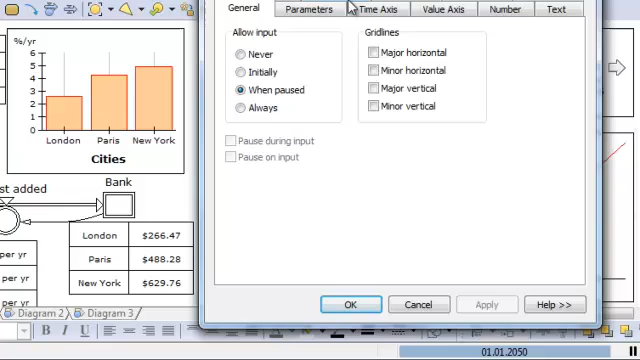 General
Parameters
Time Axis
Value Axis
Number
Text
Allow input
Never
Initially
When paused
Always
Gridlines
Major horizontal
Minor horizontal
Major vertical
Minor vertical
Pause during input
Pause on input
OK
Cancel
Apply
Help >>
%/yr
6
5
4
3
2
1
0
London Paris New York
Cities
st added
Bank
London $266.47
Paris $488.28
New York $629.76
per yr
per yr
per yr
Diagram 2 / Diagram 3 /
B I U
01.01.2050